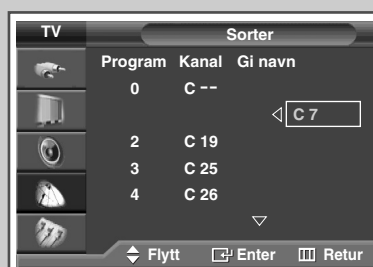 TV Sorter
Program Kanal Gi navn
0 C --
C 7
2 C 19
3 C 25
4 C 26
Flytt Enter Retur